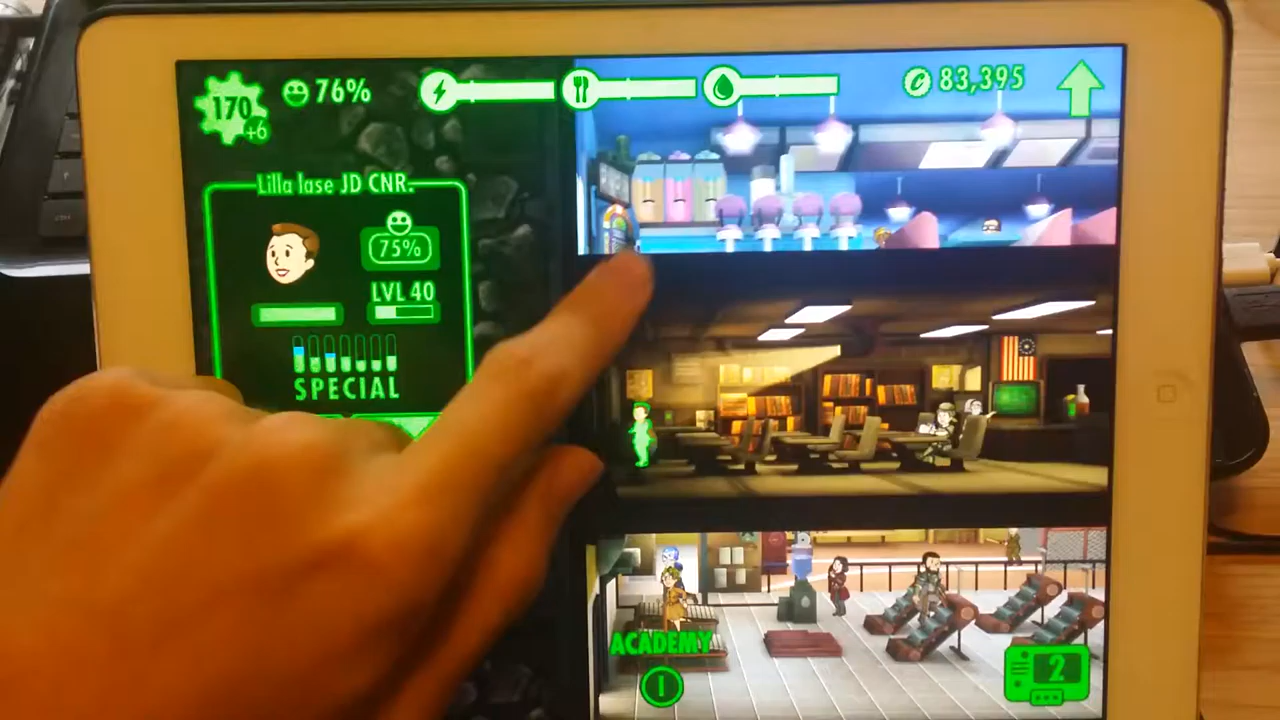 170
+6
76%
83,395
Lilla lase JD CNR.
75%
LVL 40
SPECIAL
ACADEMY
2